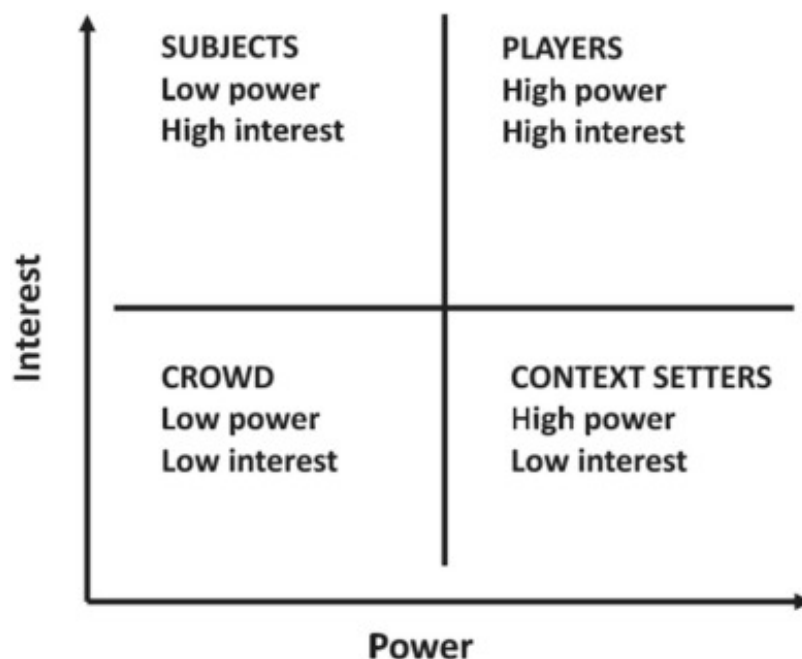 SUBJECTS
Low power
High interest
PLAYERS
High power
High interest
Interest
CROWD
Low power
Low interest
CONTEXT SETTERS
High power
Low interest
Power